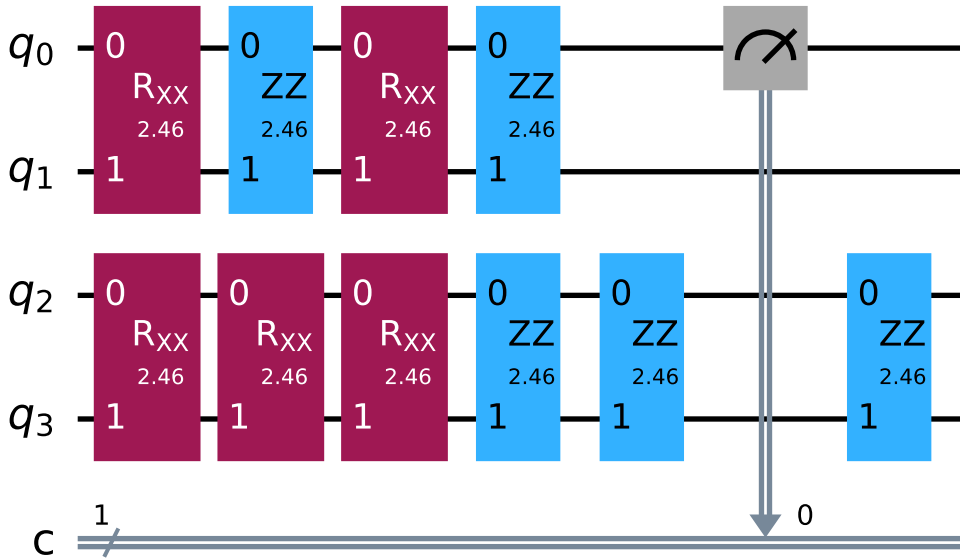 q0 0 0 0 0
RXX ZZ RXX ZZ
2.46 2.46 2.46 2.46
q1 1 1 1 1
q2 0 0 0 0 0 0
RXX RXX RXX ZZ ZZ ZZ
2.46 2.46 2.46 2.46 2.46 2.46
q3 1 1 1 1 1 1
1 0
c